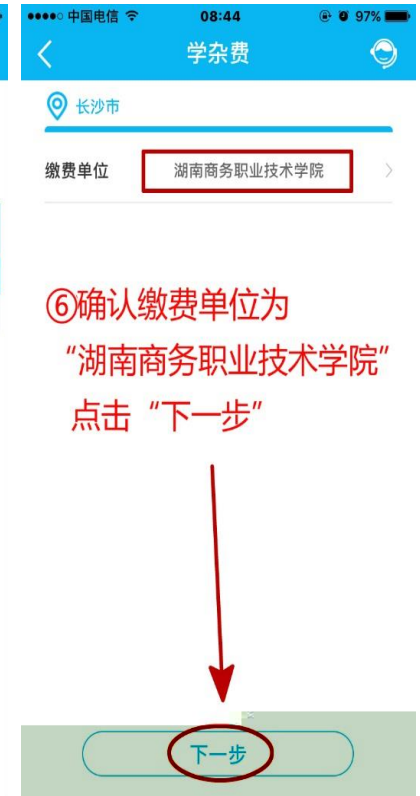 中国电信 08:44 97%
学杂费
长沙市
缴费单位 湖南商务职业技术学院
⑥确认缴费单位为
“湖南商务职业技术学院”
点击“下一步”
下一步